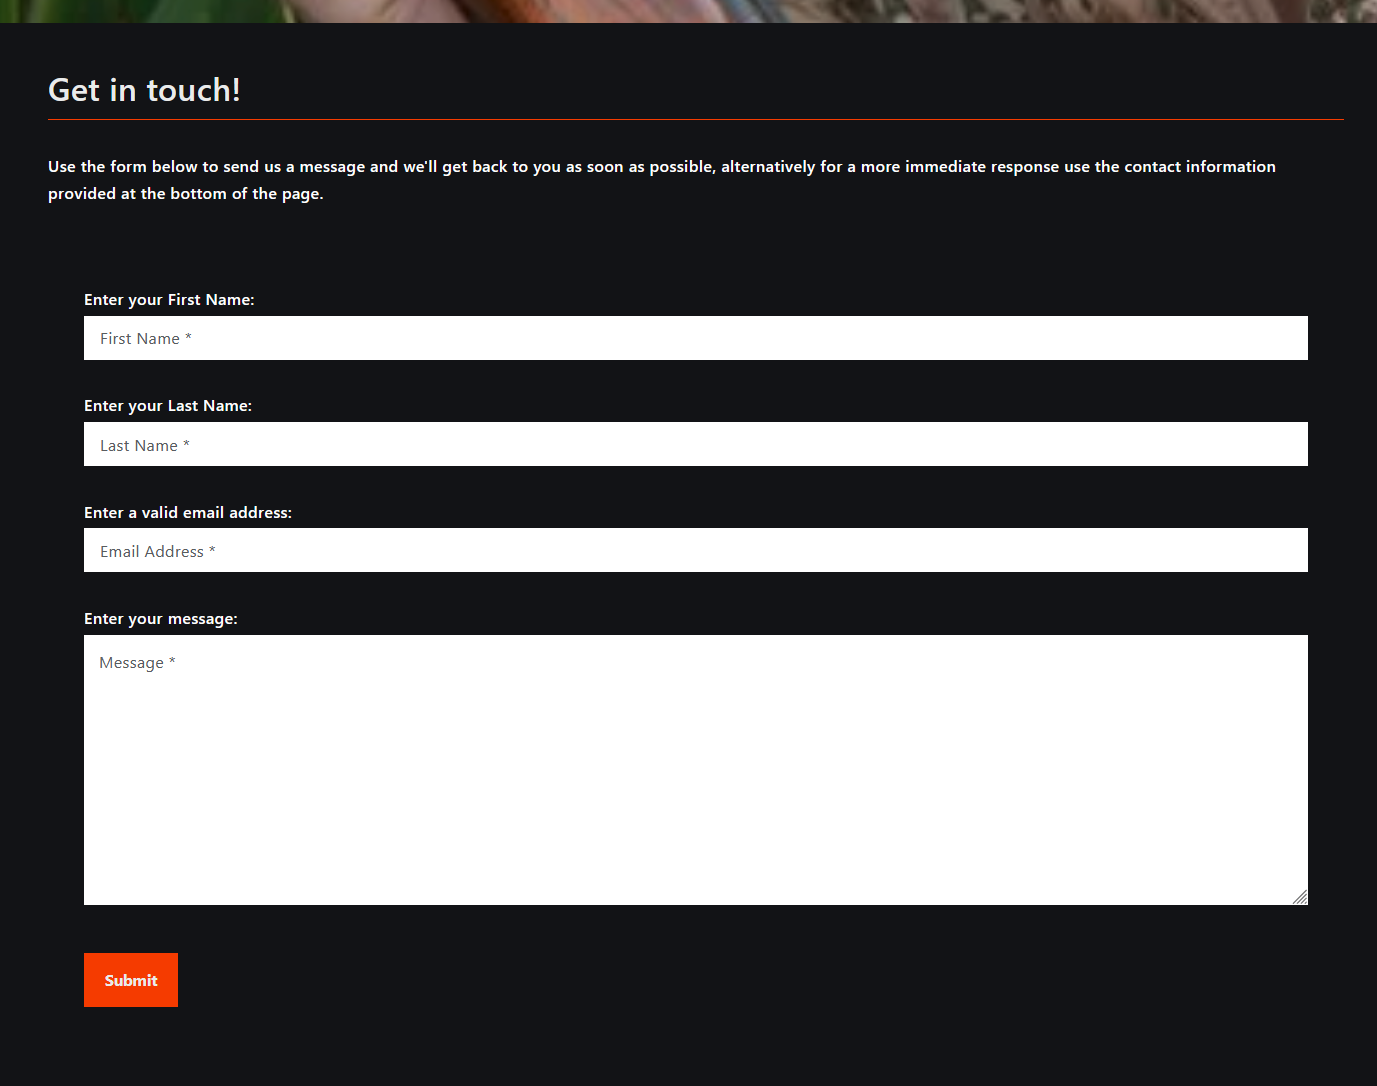 Get in touch!
Use the form below to send us a message and we'll get back to you as soon as possible, alternatively for a more immediate response use the contact information
provided at the bottom of the page.
Enter your First Name:
First Name *
Enter your Last Name:
Last Name *
Enter a valid email address:
Email Address *
Enter your message:
Message *
Submit